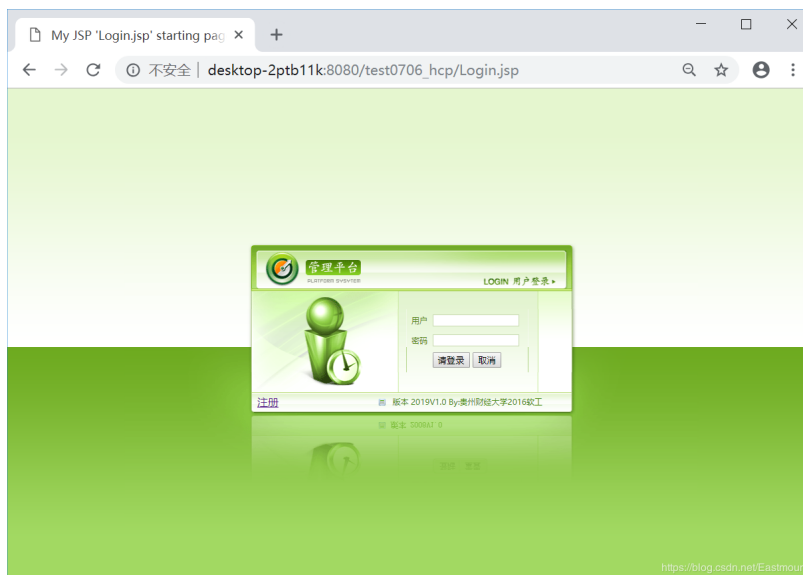 My JSP 'Login.jsp' starting pag
不安全 | desktop-2ptb11k:8080/test0706_hcp/Login.jsp
管理平台
PLATFORM SYSYTEM
LOGIN 用户登录
用户
密码
请登录 取消
注册
版本 2019V1.0 By:贵州财经大学2016软工
https://blog.csdn.net/Eastmoun